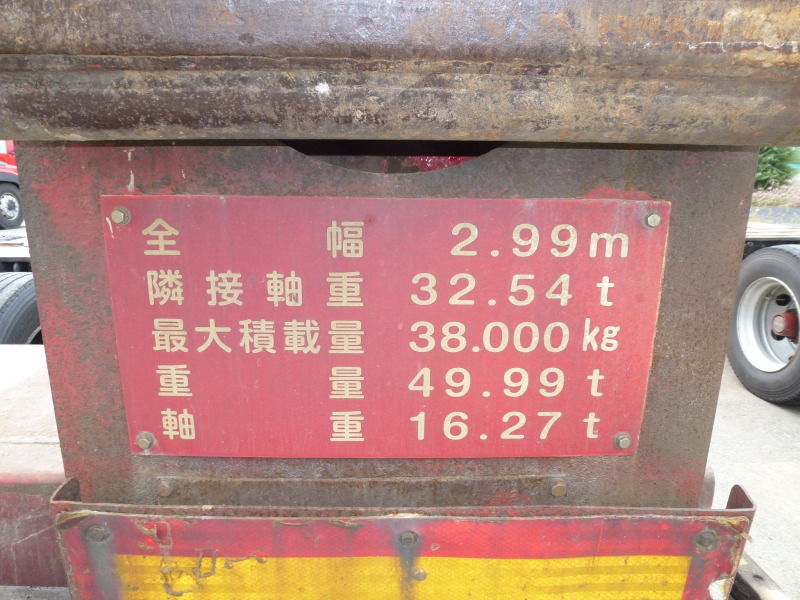 全幅 2.99m
隣接軸重 32.54 t
最大積載量 38.000 kg
重量 49.99 t
軸重 16.27 t